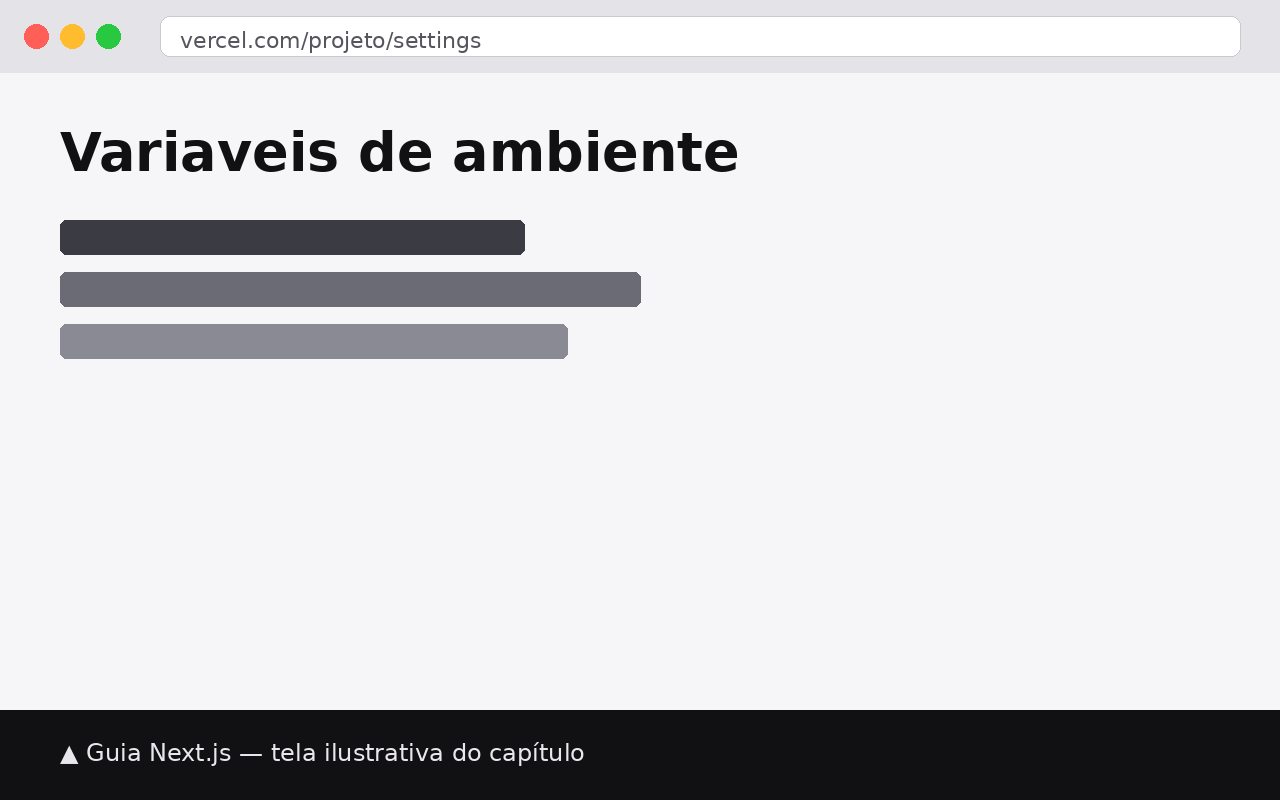 vercel.com/projeto/settings
Variaveis de ambiente
▲ Guia Next.js — tela ilustrativa do capítulo